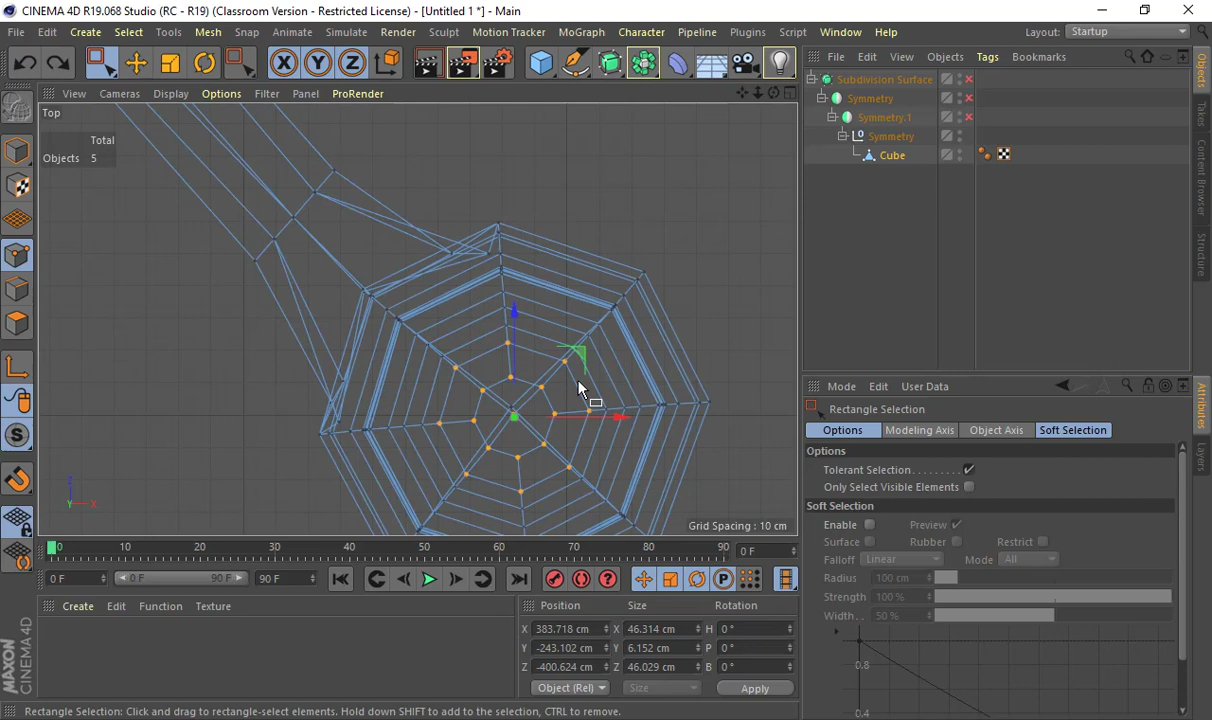 CINEMA 4D R19.068 Studio (RC - R19) (Classroom Version - Restricted License) - [Untitled 1 *] - Main
File Edit Create Select Tools Mesh Snap Animate Simulate Render Sculpt Motion Tracker MoGraph Character Pipeline Plugins Script Window Help Layout: Startup
X Y Z
File Edit View Objects Tags Bookmarks
View Cameras Display Options Filter Panel ProRender
Top
Total
Objects 5
Subdivision Surface
Symmetry
Symmetry.1
Symmetry
Cube
Objects
Takes
Content Browser
Structure
Mode Edit User Data
Rectangle Selection
Options Modeling Axis Object Axis Soft Selection
Options
Tolerant Selection
Only Select Visible Elements
Soft Selection
Enable Preview
Surface Rubber Restrict
Falloff Linear Mode All
Radius 100 cm
Strength 100 %
Width 50 %
0.8
0.4
Attributes
Layers
Z
Y X
Grid Spacing : 10 cm
0 10 20 30 40 50 60 70 80 90 0 F
0 F 0 F 90 F 90 F
Create Edit Function Texture
Position Size Rotation
X 383.718 cm X 46.314 cm H 0 °
Y -243.102 cm Y 6.152 cm P 0 °
Z -400.624 cm Z 46.029 cm B 0 °
Object (Rel) Size Apply
MAXON CINEMA 4D
Rectangle Selection: Click and drag to rectangle-select elements. Hold down SHIFT to add to the selection, CTRL to remove.